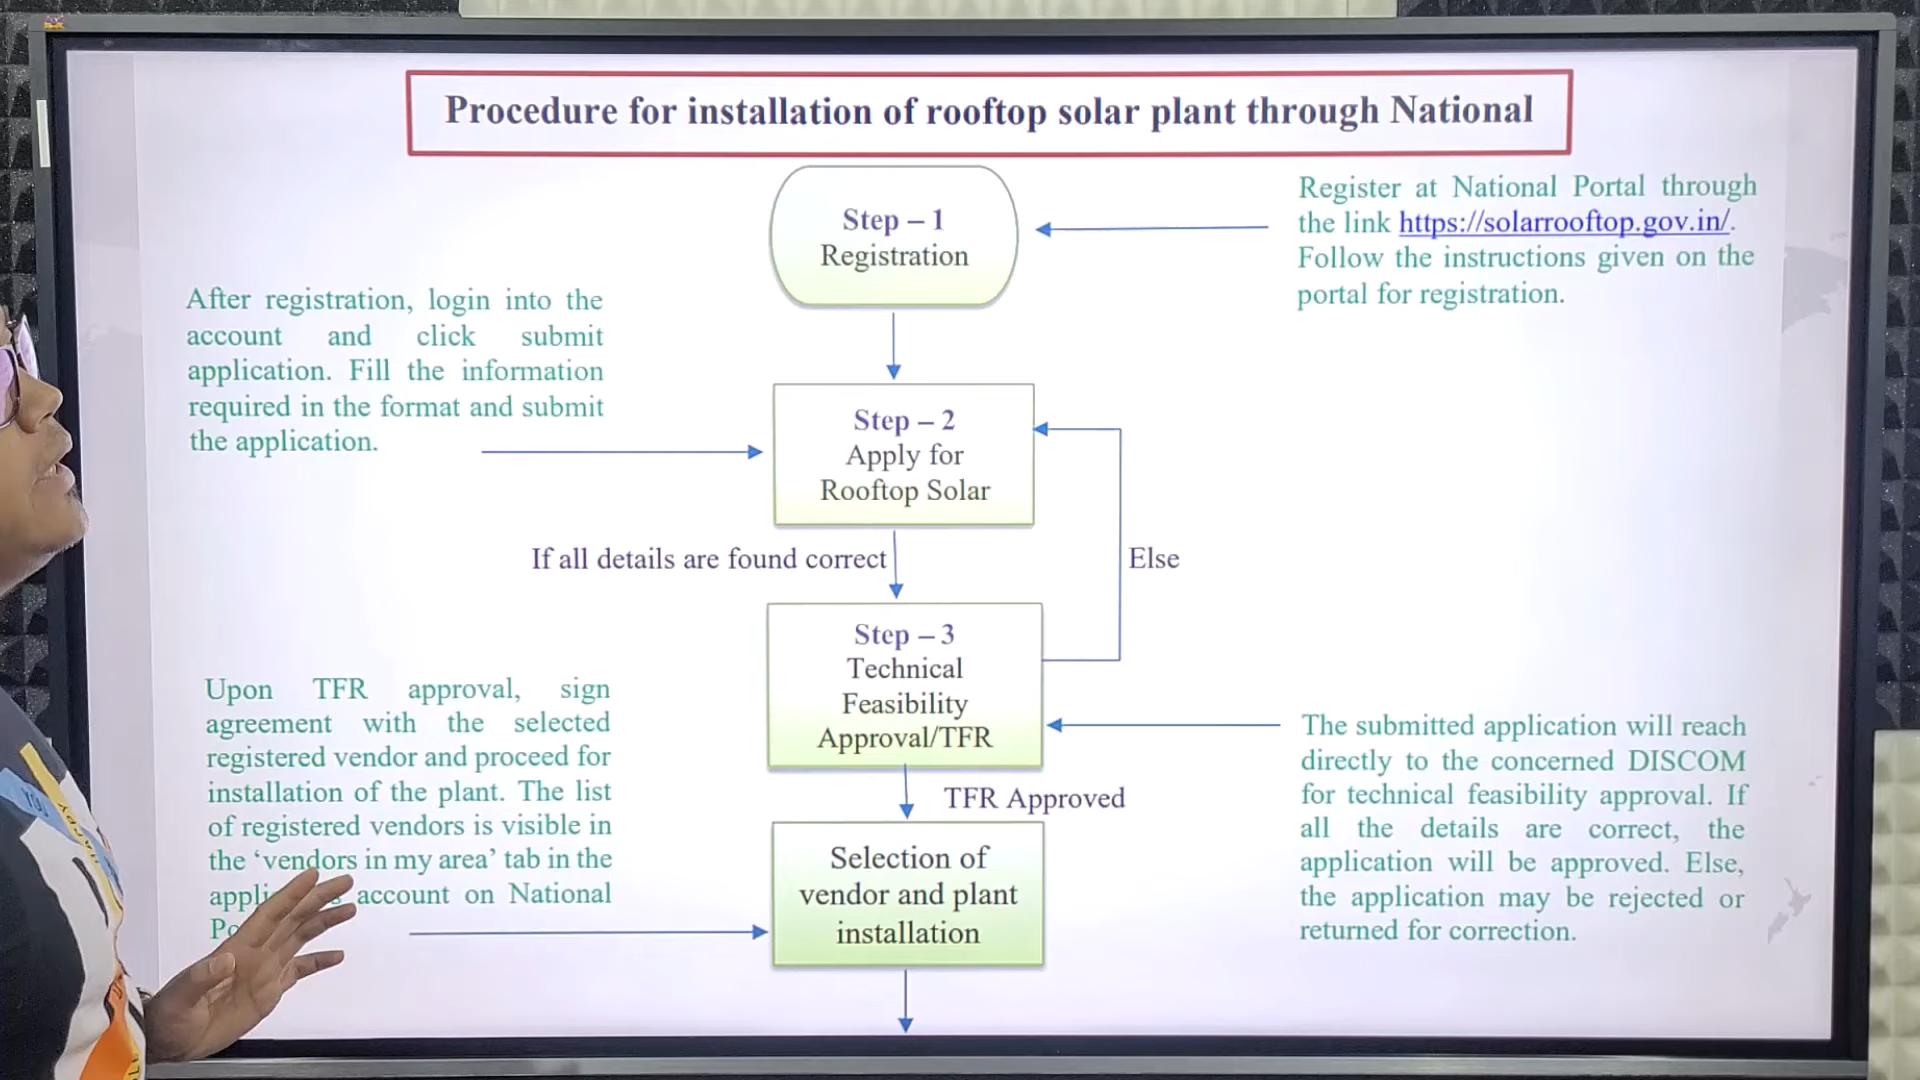 Procedure for installation of rooftop solar plant through National
Step – 1
Registration
Register at National Portal through
the link https://solarrooftop.gov.in/.
Follow the instructions given on the
portal for registration.
After registration, login into the
account and click submit
application. Fill the information
required in the format and submit
the application.
Step – 2
Apply for
Rooftop Solar
If all details are found correct
Else
Step – 3
Technical
Feasibility
Approval/TFR
Upon TFR approval, sign
agreement with the selected
registered vendor and proceed for
installation of the plant. The list
of registered vendors is visible in
the ‘vendors in my area’ tab in the
account on National
The submitted application will reach
directly to the concerned DISCOM
for technical feasibility approval. If
all the details are correct, the
application will be approved. Else,
the application may be rejected or
returned for correction.
TFR Approved
Selection of
vendor and plant
installation